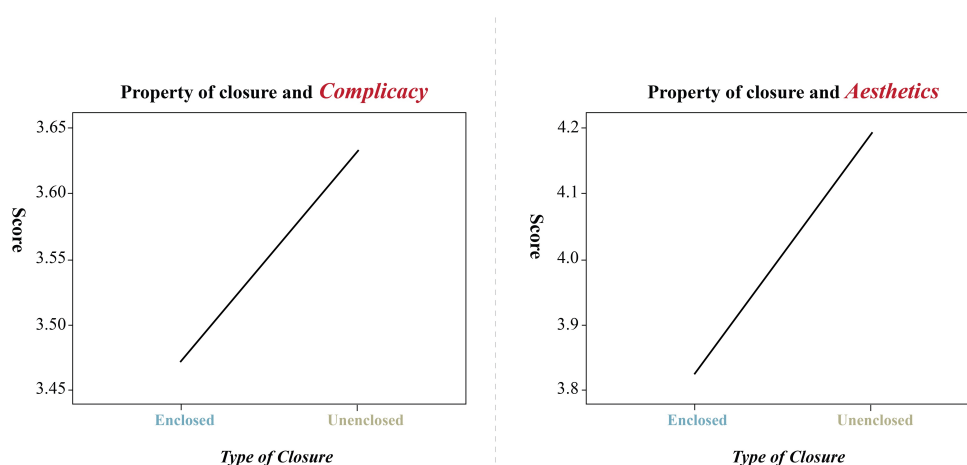 Property of closure and Complicacy
3.65
3.60
3.55
3.50
3.45
Score
Enclosed
Unenclosed
Type of Closure
Property of closure and Aesthetics
4.2
4.1
4.0
3.9
3.8
Score
Enclosed
Unenclosed
Type of Closure